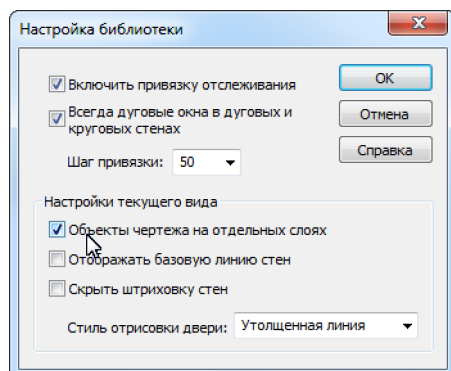 Настройка библиотеки
Включить привязку отслеживания
OK
Всегда дуговые окна в дуговых и
круговых стенах
Отмена
Шаг привязки: 50
Справка
Настройки текущего вида
Объекты чертежа на отдельных слоях
Отображать базовую линию стен
Скрыть штриховку стен
Стиль отрисовки двери: Утолщенная линия